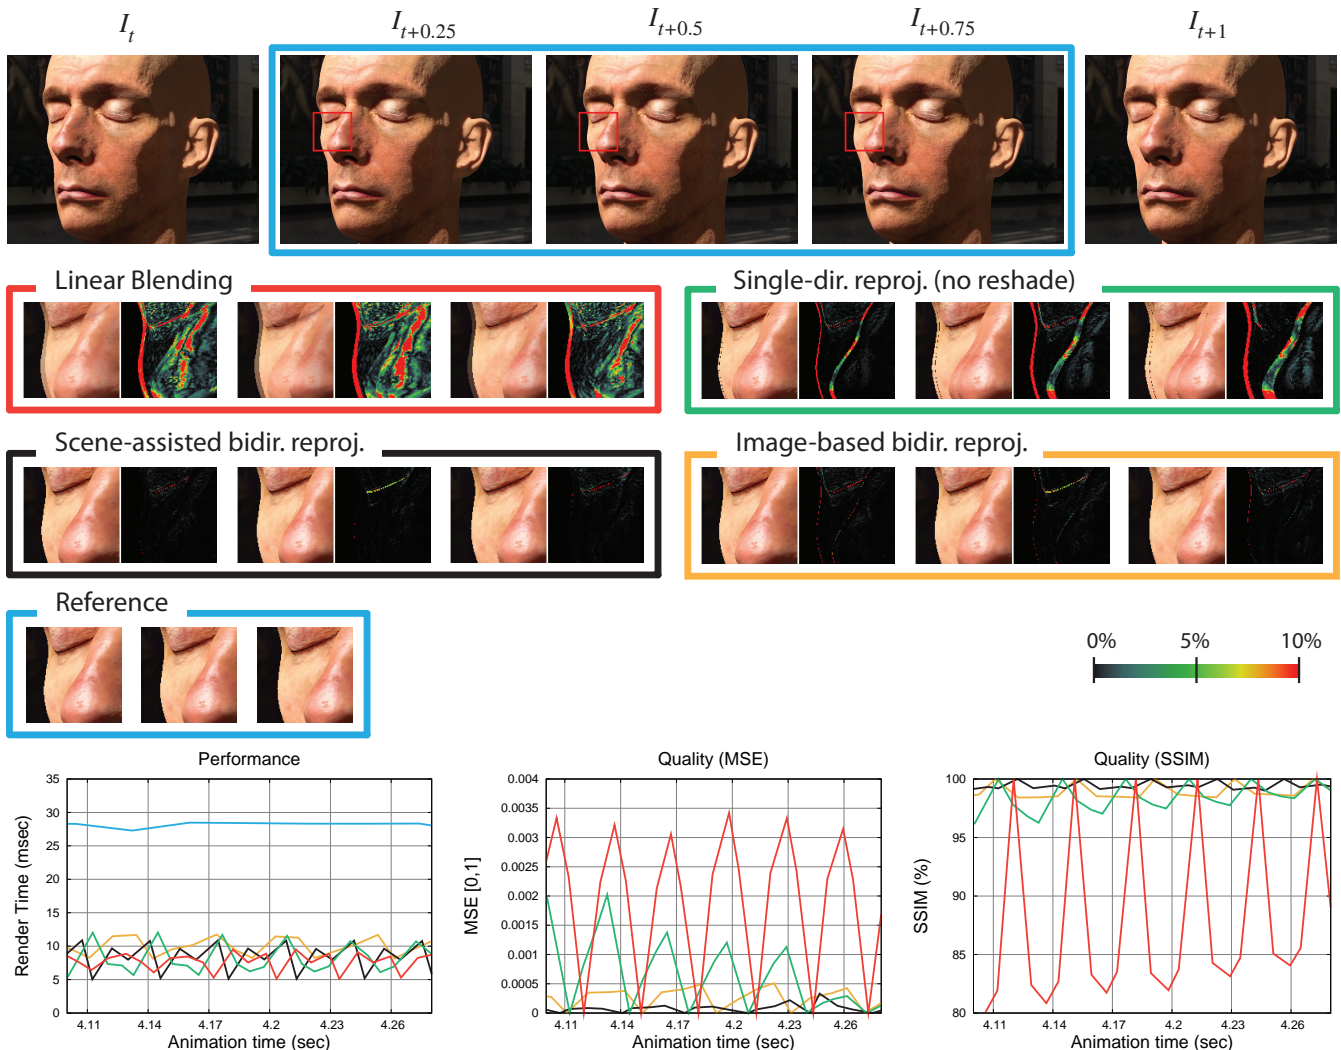 I_t I_{t+0.25} I_{t+0.5} I_{t+0.75} I_{t+1}
Linear Blending
Single-dir. reproj. (no reshade)
Scene-assisted bidir. reproj.
Image-based bidir. reproj.
Reference
0% 5% 10%
Performance
35
30
25
20
15
10
5
0
Render Time (msec)
4.11 4.14 4.17 4.2 4.23 4.26
Animation time (sec)
Quality (MSE)
0.004
0.0035
0.003
0.0025
0.002
0.0015
0.001
0.0005
0
MSE [0,1]
4.11 4.14 4.17 4.2 4.23 4.26
Animation time (sec)
Quality (SSIM)
100
95
90
85
80
SSIM (%)
4.11 4.14 4.17 4.2 4.23 4.26
Animation time (sec)